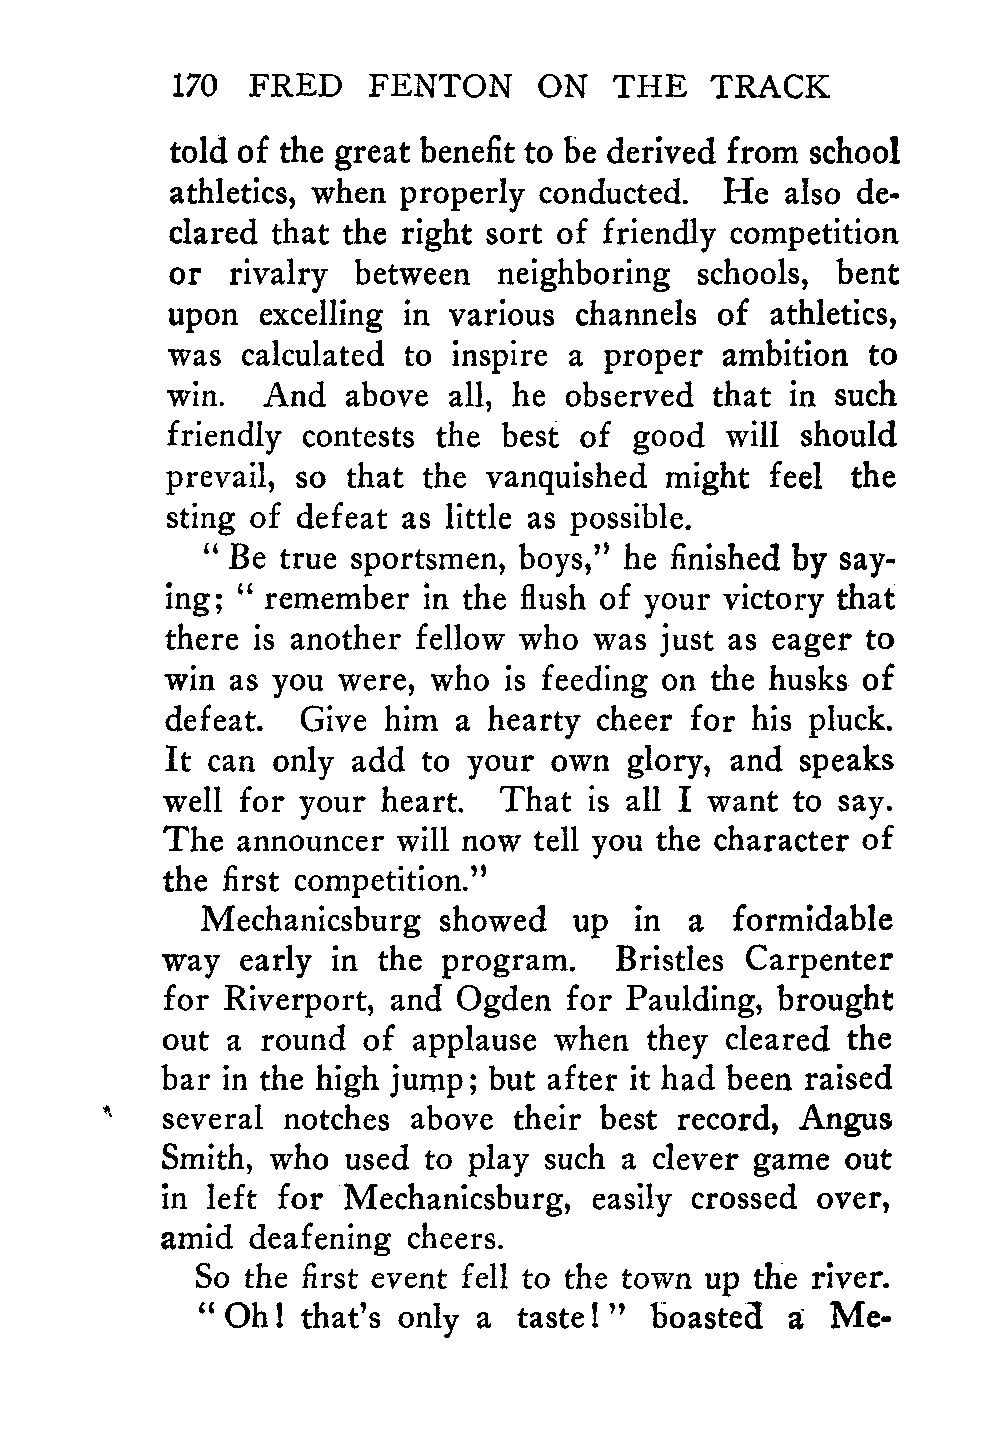 170 FRED FENTON ON THE TRACK
told of the great benefit to be derived from school
athletics, when properly conducted. He also de-
clared that the right sort of friendly competition
or rivalry between neighboring schools, bent
upon excelling in various channels of athletics,
was calculated to inspire a proper ambition to
win. And above all, he observed that in such
friendly contests the best of good will should
prevail, so that the vanquished might feel the
sting of defeat as little as possible.
" Be true sportsmen, boys," he finished by say-
ing; " remember in the flush of your victory that
there is another fellow who was just as eager to
win as you were, who is feeding on the husks of
defeat. Give him a hearty cheer for his pluck.
It can only add to your own glory, and speaks
well for your heart. That is all I want to say.
The announcer will now tell you the character of
the first competition."
Mechanicsburg showed up in a formidable
way early in the program. Bristles Carpenter
for Riverport, and Ogden for Paulding, brought
out a round of applause when they cleared the
bar in the high jump; but after it had been raised
several notches above their best record, Angus
Smith, who used to play such a clever game out
in left for Mechanicsburg, easily crossed over,
amid deafening cheers.
So the first event fell to the town up the river.
" Oh! that's only a taste! " boasted a Me-